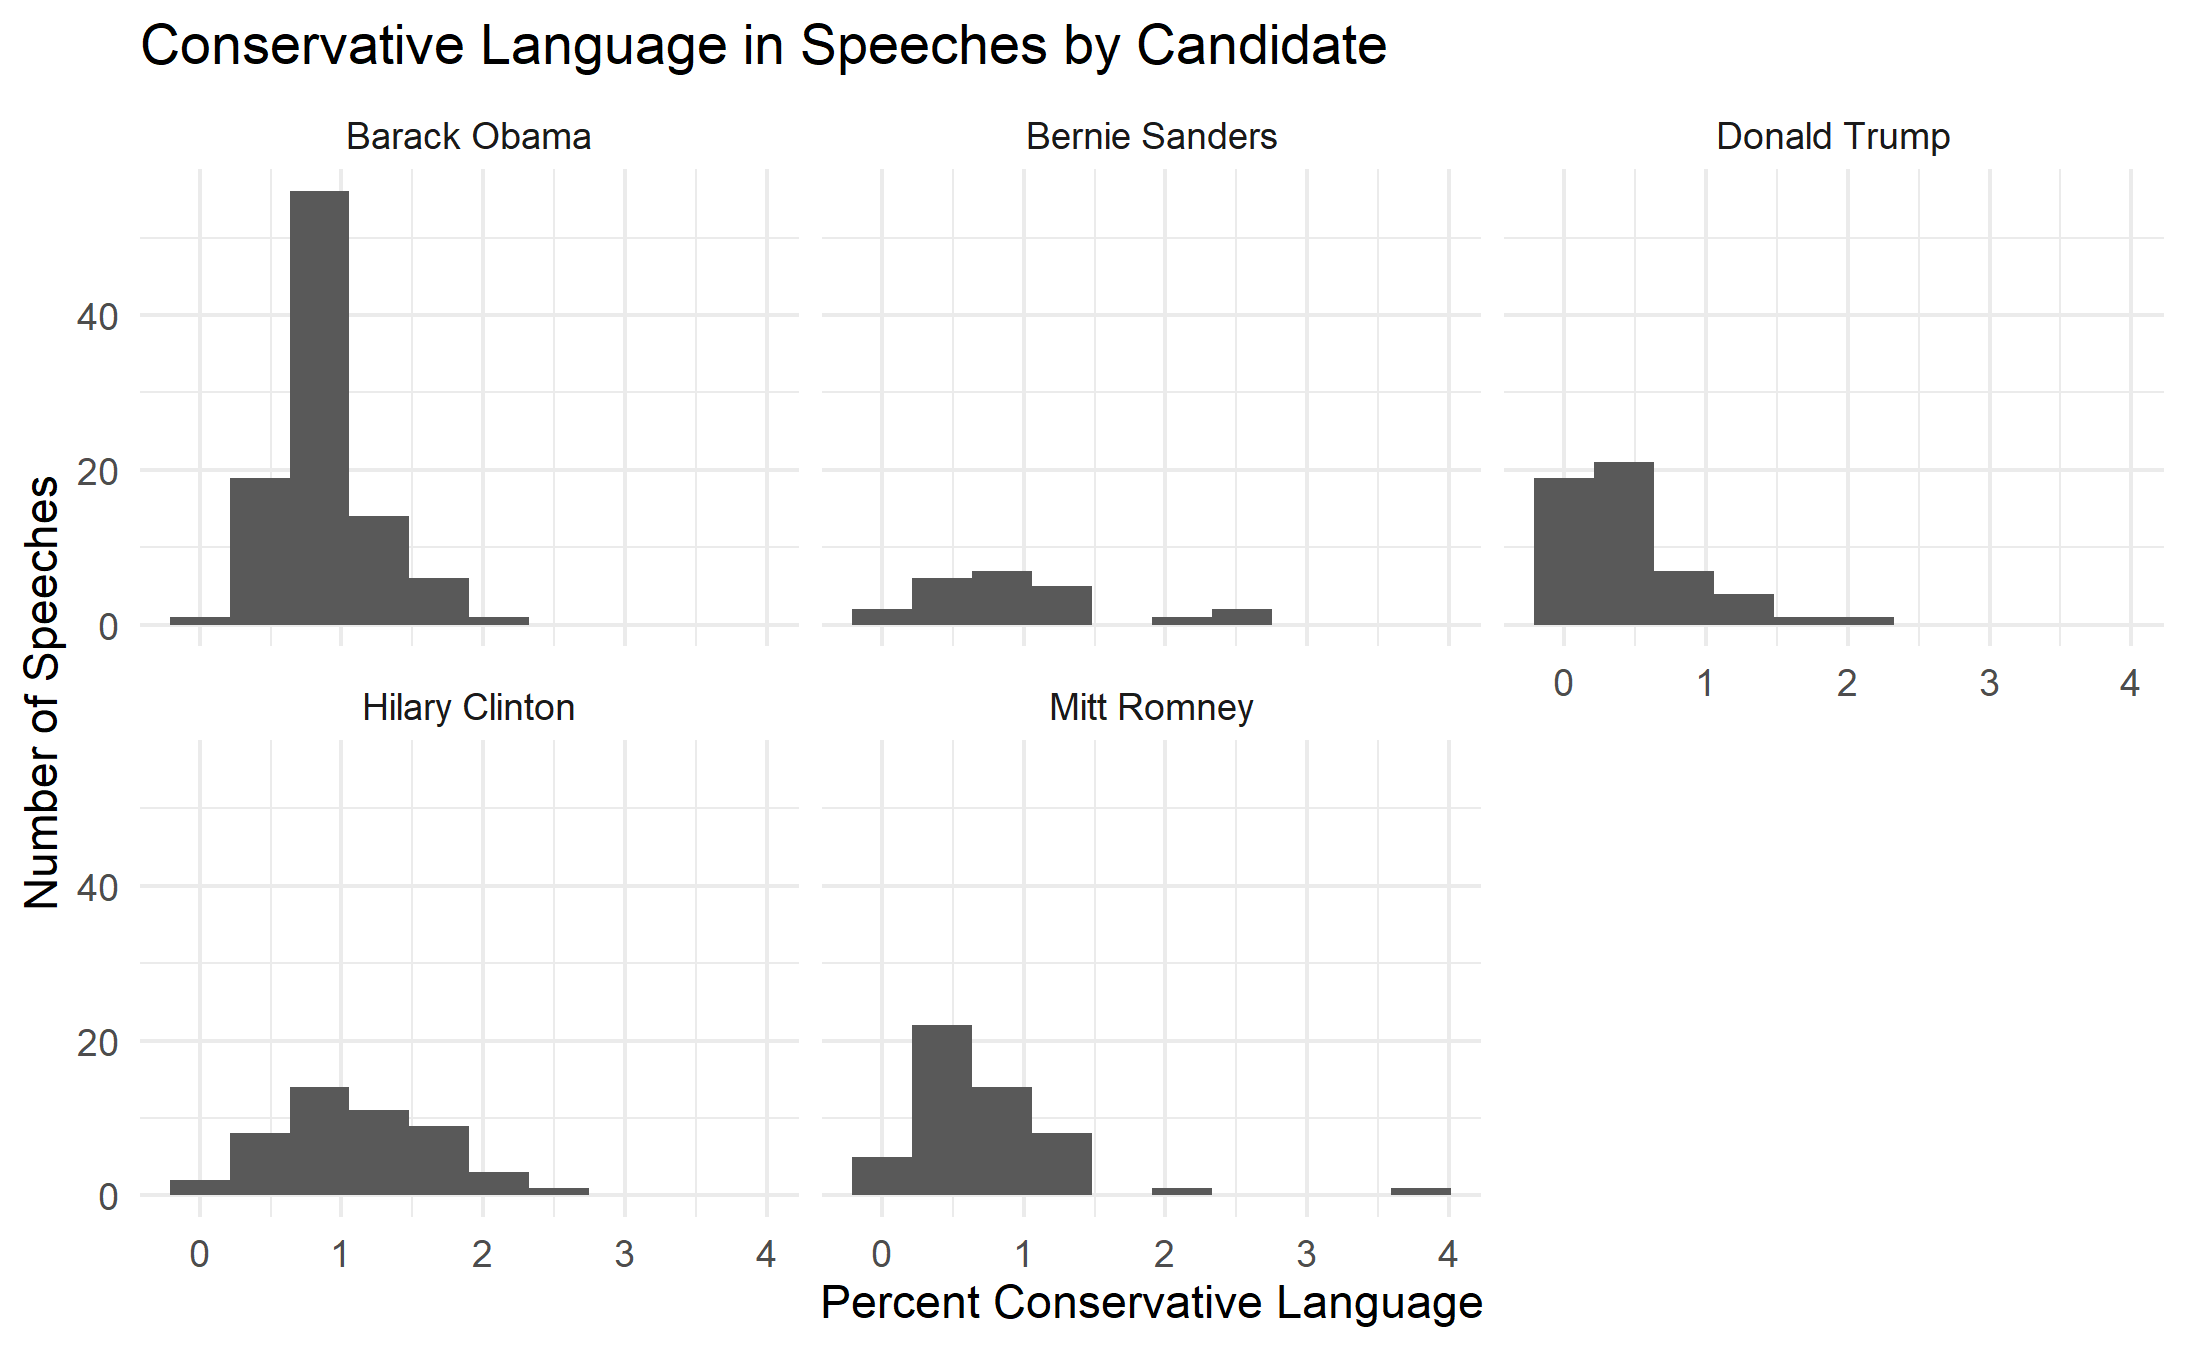 Conservative Language in Speeches by Candidate
Barack Obama
Bernie Sanders
Donald Trump
40
20
0
0 1 2 3 4
Hilary Clinton
Mitt Romney
40
20
0
0 1 2 3 4
0 1 2 3 4
Number of Speeches
Percent Conservative Language